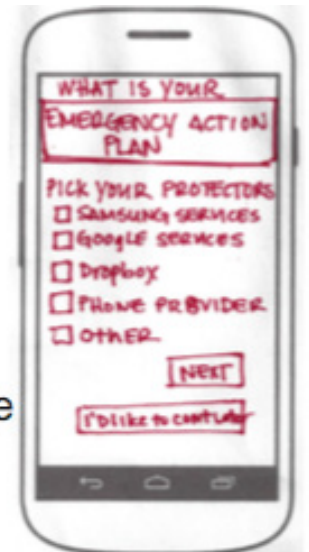 WHAT IS YOUR
EMERGENCY ACTION
PLAN
PICK YOUR PROTECTORS
SAMSUNG SERVICES
GOOGLE SERVICES
Dropbox
PHONE PROVIDER
OTHER
NEXT
I'D like to
e